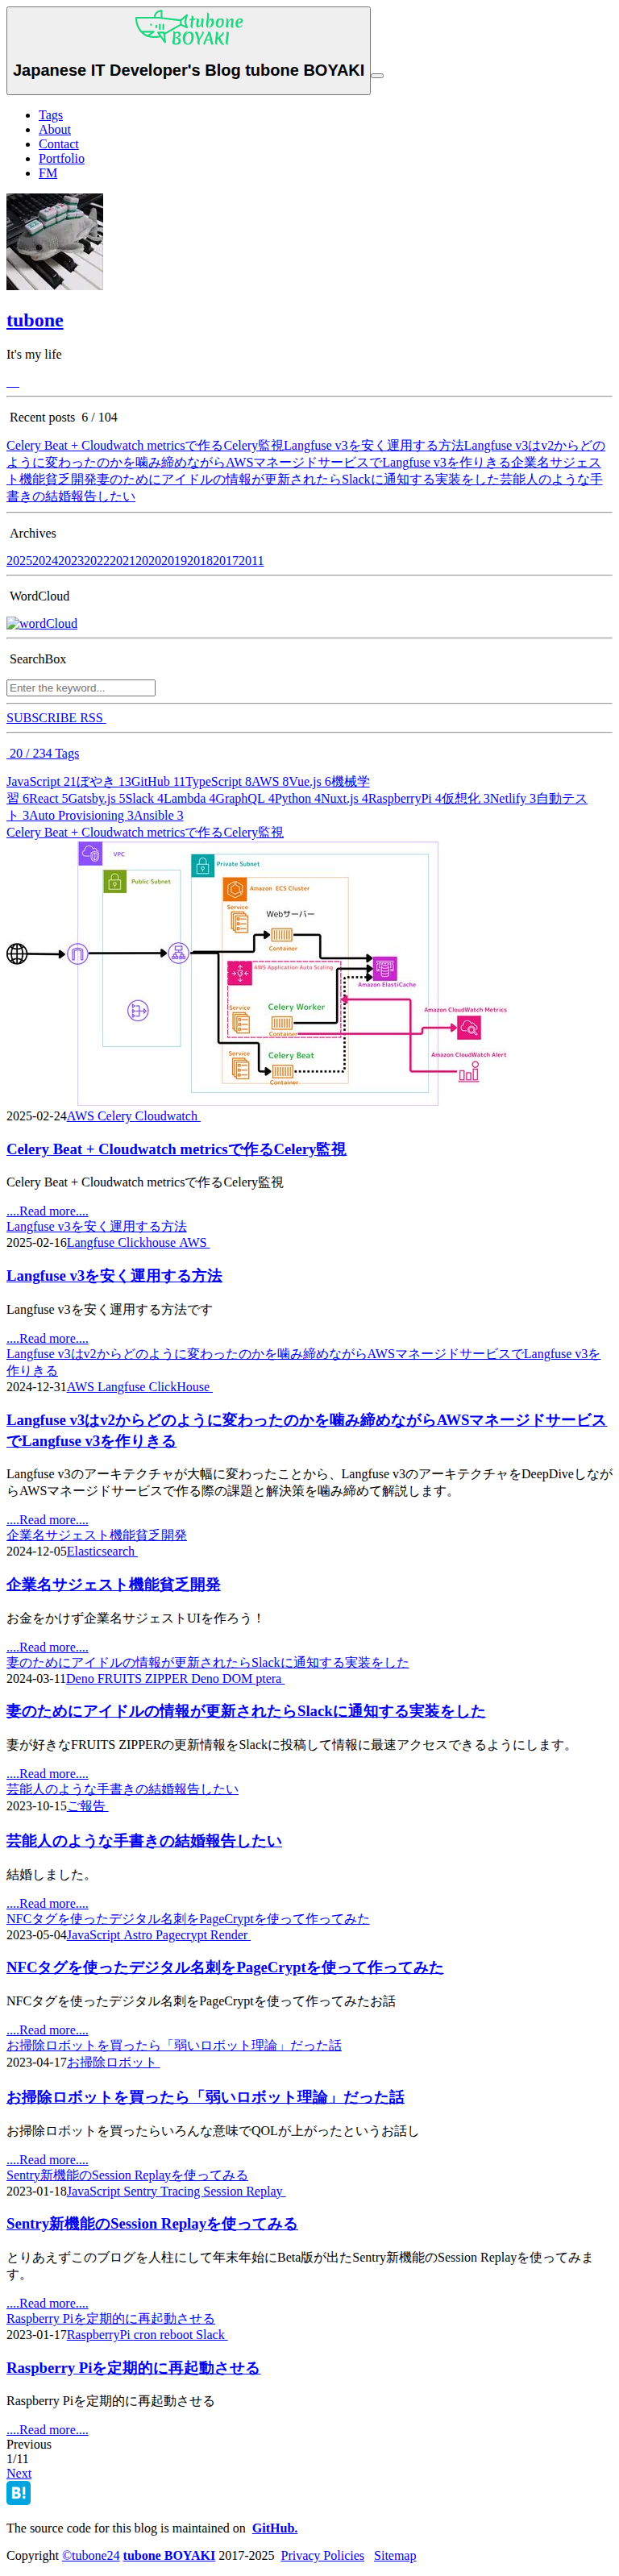 tubone
BOYAKI
Japanese IT Developer's Blog tubone BOYAKI
Tags
About
Contact
Portfolio
FM
tubone
It's my life
Recent posts 6 / 104
Celery Beat + Cloudwatch metricsで作るCelery監視Langfuse v3を安く運用する方法Langfuse v3はv2からどの
ように変わったのかを噛み締めながらAWSマネージドサービスでLangfuse v3を作りきる企業名サジェス
ト機能貧乏開発妻のためにアイドルの情報が更新されたらSlackに通知する実装をした芸能人のような手
書きの結婚報告したい
Archives
2025202420232022202120202019201820172011
WordCloud
wordCloud
SearchBox
Enter the keyword...
SUBSCRIBE RSS
20 / 234 Tags
JavaScript 21ぼやき 13GitHub 11TypeScript 8AWS 8Vue.js 6機械学
習 6React 5Gatsby.js 5Slack 4Lambda 4GraphQL 4Python 4Nuxt.js 4RaspberryPi 4仮想化 3Netlify 3自動テス
ト 3Auto Provisioning 3Ansible 3
Celery Beat + Cloudwatch metricsで作るCelery監視
VPC
Private Subnet
Public Subnet
Amazon ECS Cluster
Service
Webサーバー
Container
AWS Application Auto Scaling
Amazon ElastiCache
Service
Celery Worker
Container
Amazon CloudWatch Metrics
Service
Celery Beat
Container
Amazon CloudWatch Alert
2025-02-24AWS Celery Cloudwatch
Celery Beat + Cloudwatch metricsで作るCelery監視
Celery Beat + Cloudwatch metricsで作るCelery監視
....Read more....
Langfuse v3を安く運用する方法
2025-02-16Langfuse Clickhouse AWS
Langfuse v3を安く運用する方法
Langfuse v3を安く運用する方法です
....Read more....
Langfuse v3はv2からどのように変わったのかを噛み締めながらAWSマネージドサービスでLangfuse v3を
作りきる
2024-12-31AWS Langfuse ClickHouse
Langfuse v3はv2からどのように変わったのかを噛み締めながらAWSマネージドサービス
でLangfuse v3を作りきる
Langfuse v3のアーキテクチャが大幅に変わったことから、Langfuse v3のアーキテクチャをDeepDiveしなが
らAWSマネージドサービスで作る際の課題と解決策を噛み締めて解説します。
....Read more....
企業名サジェスト機能貧乏開発
2024-12-05Elasticsearch
企業名サジェスト機能貧乏開発
お金をかけず企業名サジェストUIを作ろう！
....Read more....
妻のためにアイドルの情報が更新されたらSlackに通知する実装をした
2024-03-11Deno FRUITS ZIPPER Deno DOM ptera
妻のためにアイドルの情報が更新されたらSlackに通知する実装をした
妻が好きなFRUITS ZIPPERの更新情報をSlackに投稿して情報に最速アクセスできるようにします。
....Read more....
芸能人のような手書きの結婚報告したい
2023-10-15ご報告
芸能人のような手書きの結婚報告したい
結婚しました。
....Read more....
NFCタグを使ったデジタル名刺をPageCryptを使って作ってみた
2023-05-04JavaScript Astro Pagecrypt Render
NFCタグを使ったデジタル名刺をPageCryptを使って作ってみた
NFCタグを使ったデジタル名刺をPageCryptを使って作ってみたお話
....Read more....
お掃除ロボットを買ったら「弱いロボット理論」だった話
2023-04-17お掃除ロボット
お掃除ロボットを買ったら「弱いロボット理論」だった話
お掃除ロボットを買ったらいろんな意味でQOLが上がったというお話し
....Read more....
Sentry新機能のSession Replayを使ってみる
2023-01-18JavaScript Sentry Tracing Session Replay
Sentry新機能のSession Replayを使ってみる
とりあえずこのブログを人柱にして年末年始にBeta版が出たSentry新機能のSession Replayを使ってみま
す。
....Read more....
Raspberry Piを定期的に再起動させる
2023-01-17RaspberryPi cron reboot Slack
Raspberry Piを定期的に再起動させる
Raspberry Piを定期的に再起動させる
....Read more....
Previous
1/11
Next
B!
The source code for this blog is maintained on GitHub.
Copyright ©tubone24 tubone BOYAKI 2017-2025 Privacy Policies Sitemap